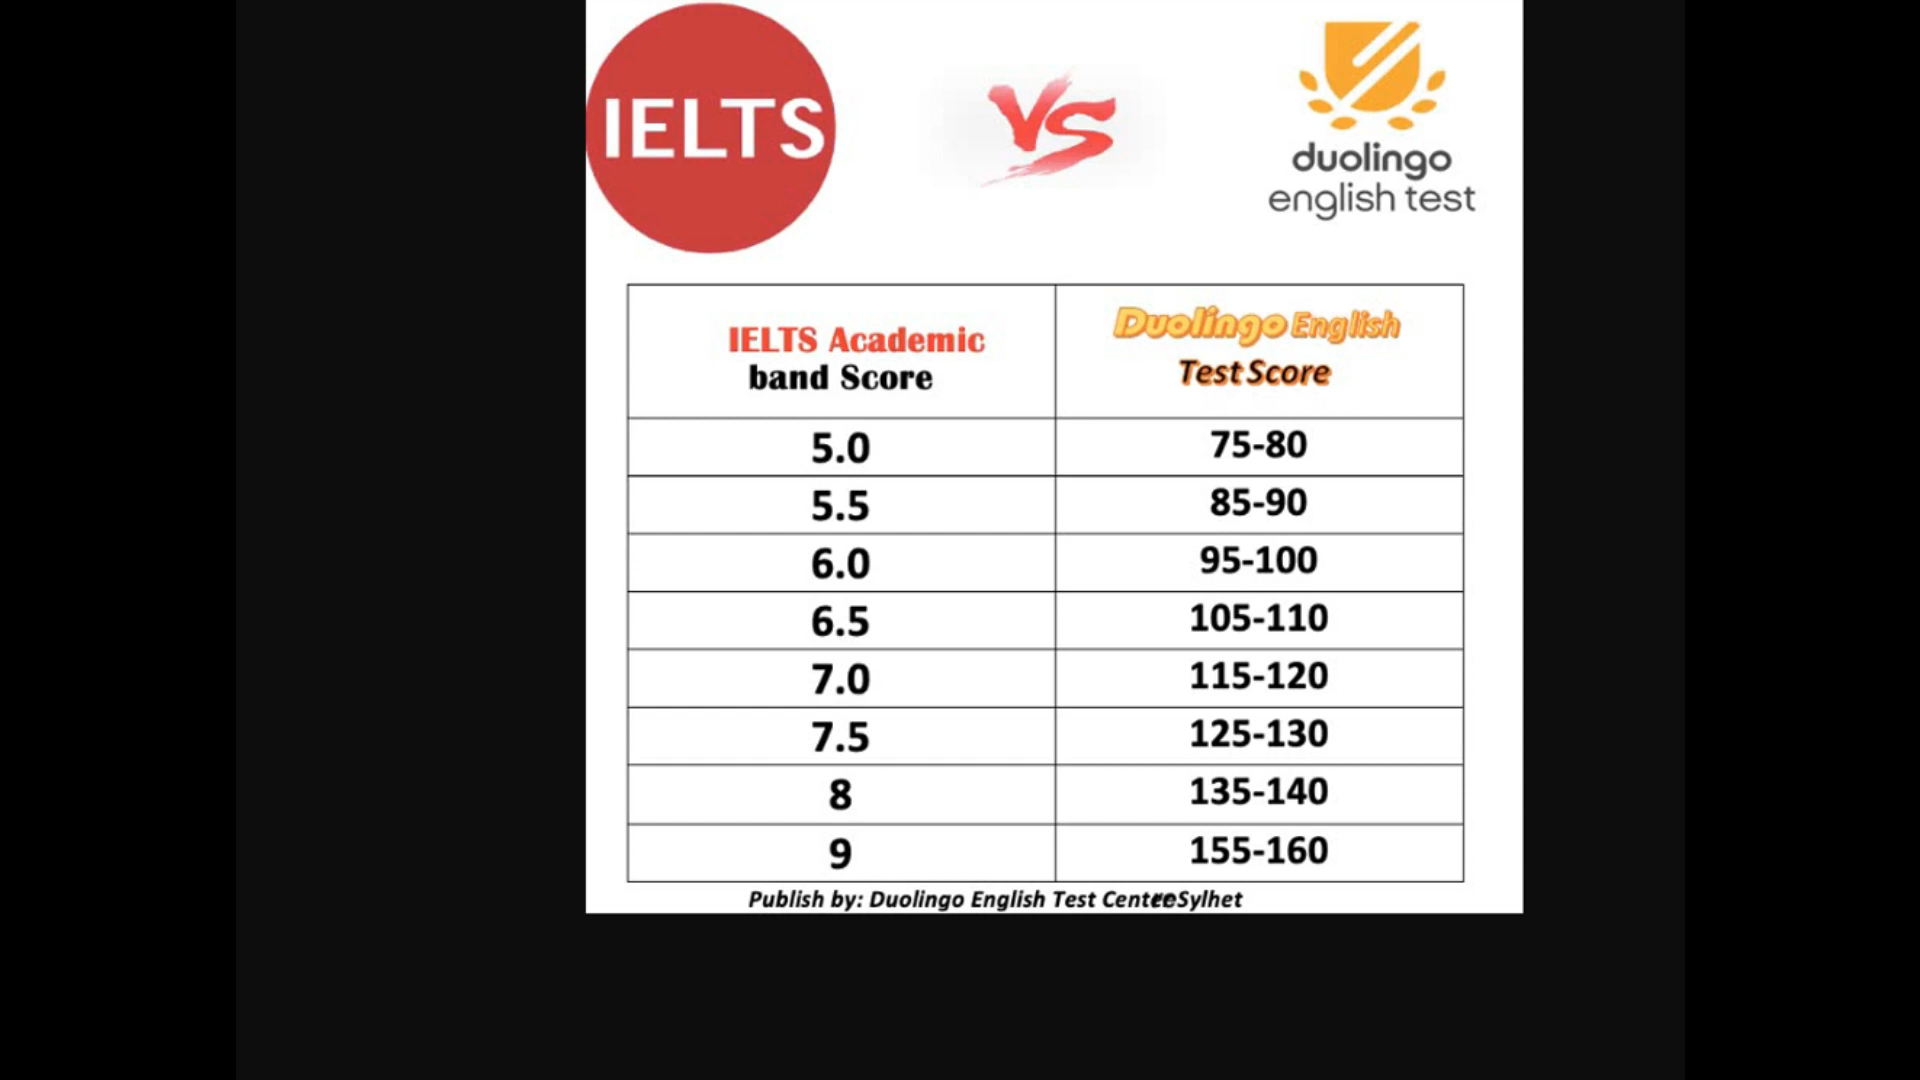 IELTS
VS
duolingo
english test
IELTS Academic
band Score
Duolingo English
Test Score
5.0 75-80
5.5 85-90
6.0 95-100
6.5 105-110
7.0 115-120
7.5 125-130
8 135-140
9 155-160
Publish by: Duolingo English Test Centre Sylhet